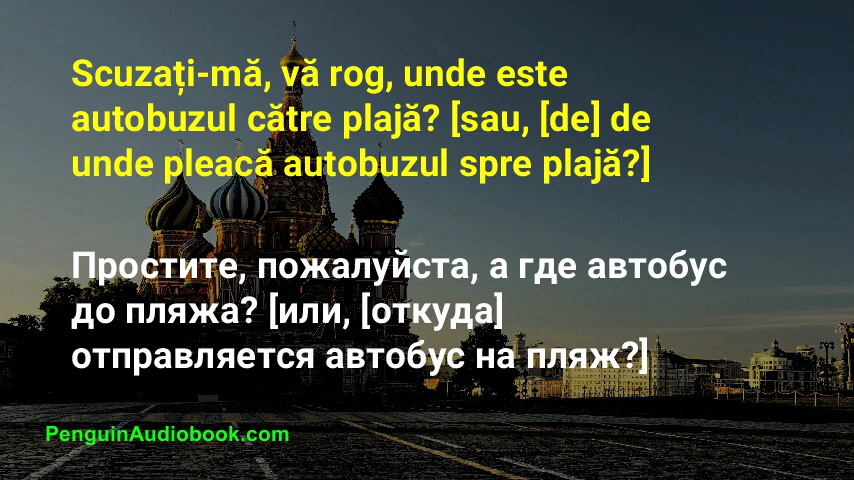 Scuzați-mă, vă rog, unde este
autobuzul către plajă? [sau, [de] de
unde pleacă autobuzul spre plajă?]
Простите, пожалуйста, а где автобус
до пляжа? [или, [откуда]
отправляется автобус на пляж?]
PenguinAudiobook.com